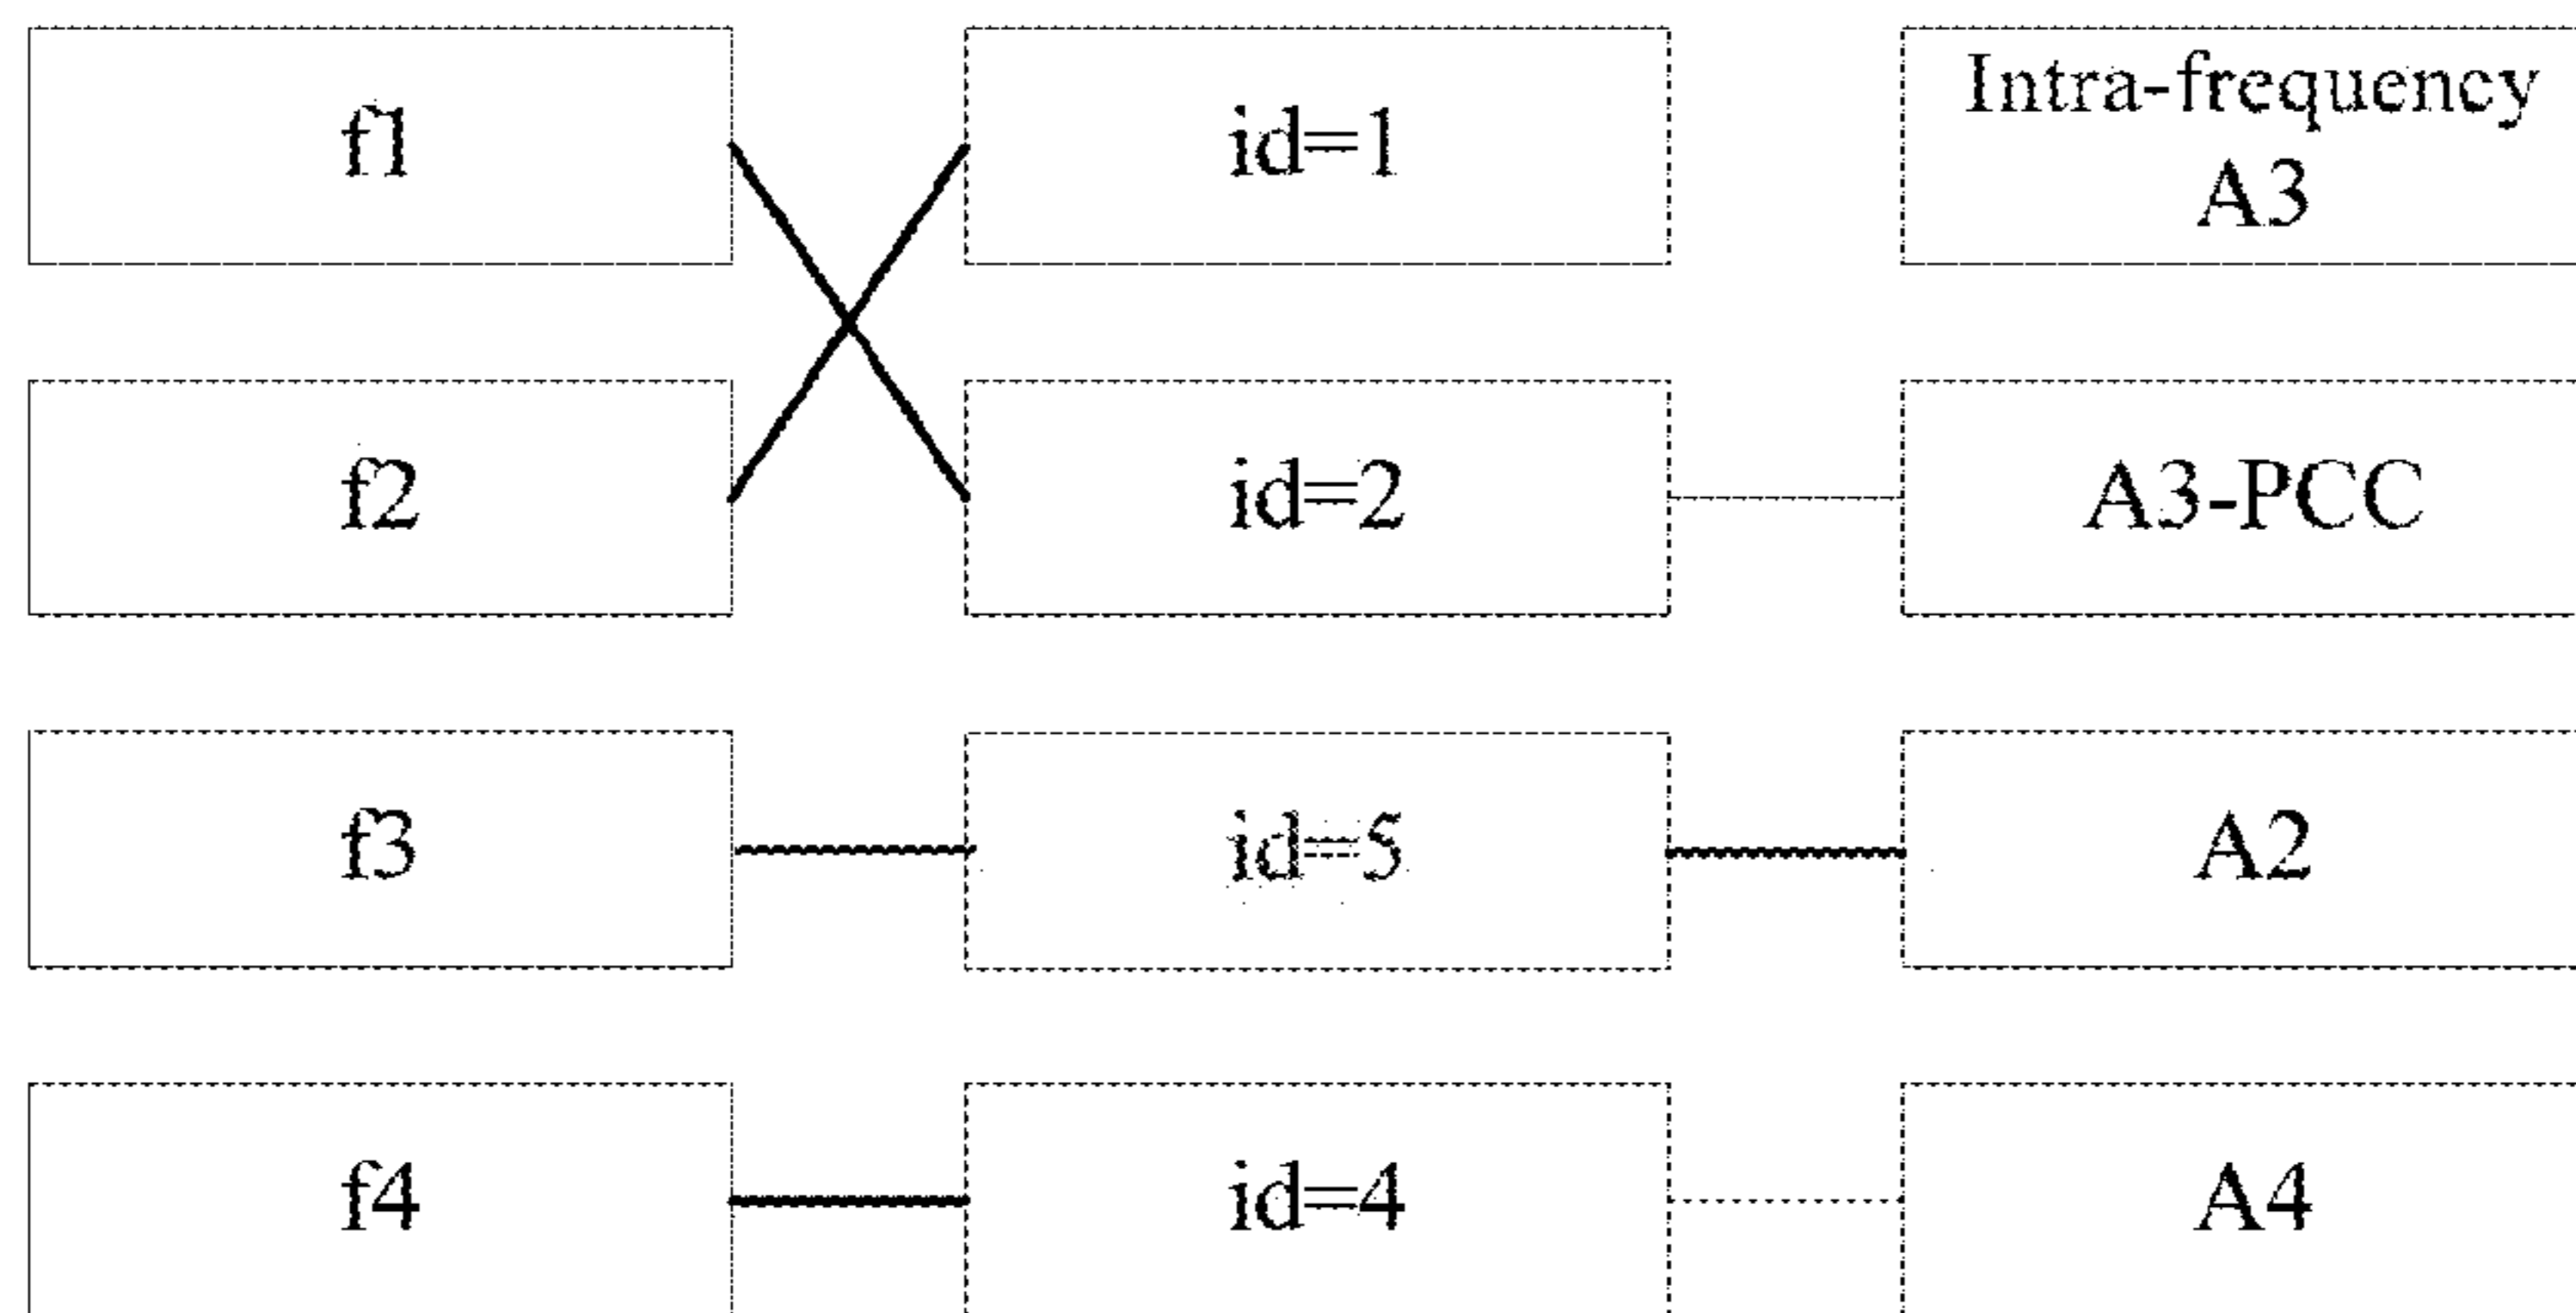 f1
id=1
Intra-frequency
A3
f2
id=2
A3-PCC
f3
id=5
A2
f4
id=4
A4